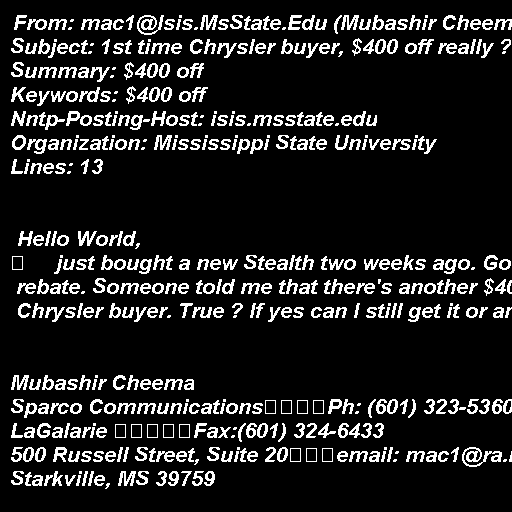 From: mac1@Isis.MsState.Edu (Mubashir Cheem
Subject: 1st time Chrysler buyer, $400 off really ?
Summary: $400 off
Keywords: $400 off
Nntp-Posting-Host: isis.msstate.edu
Organization: Mississippi State University
Lines: 13
Hello World,
just bought a new Stealth two weeks ago. Go
rebate. Someone told me that there's another $40
Chrysler buyer. True ? If yes can I still get it or ar
Mubashir Cheema
Sparco Communications Ph: (601) 323-5360
LaGalarie Fax:(601) 324-6433
500 Russell Street, Suite 20 email: mac1@ra.
Starkville, MS 39759